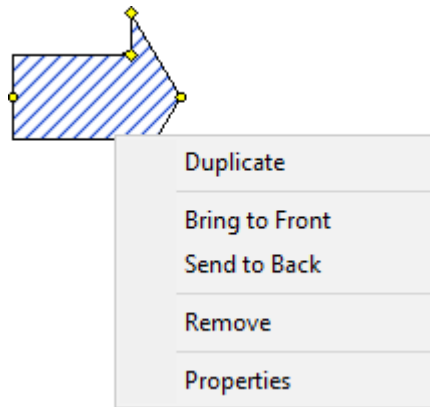 Duplicate
Bring to Front
Send to Back
Remove
Properties